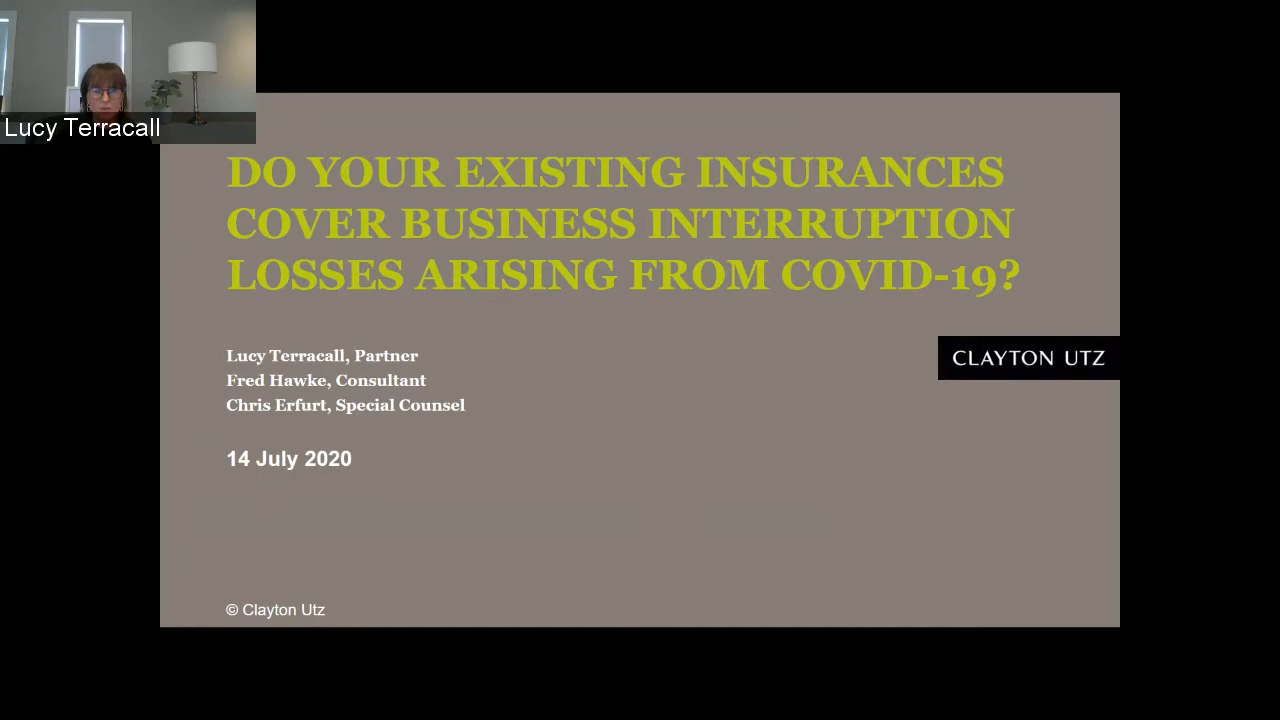 Lucy Terracall
DO YOUR EXISTING INSURANCES
COVER BUSINESS INTERRUPTION
LOSSES ARISING FROM COVID-19?
Lucy Terracall, Partner
Fred Hawke, Consultant
Chris Erfurt, Special Counsel
CLAYTON UTZ
14 July 2020
© Clayton Utz